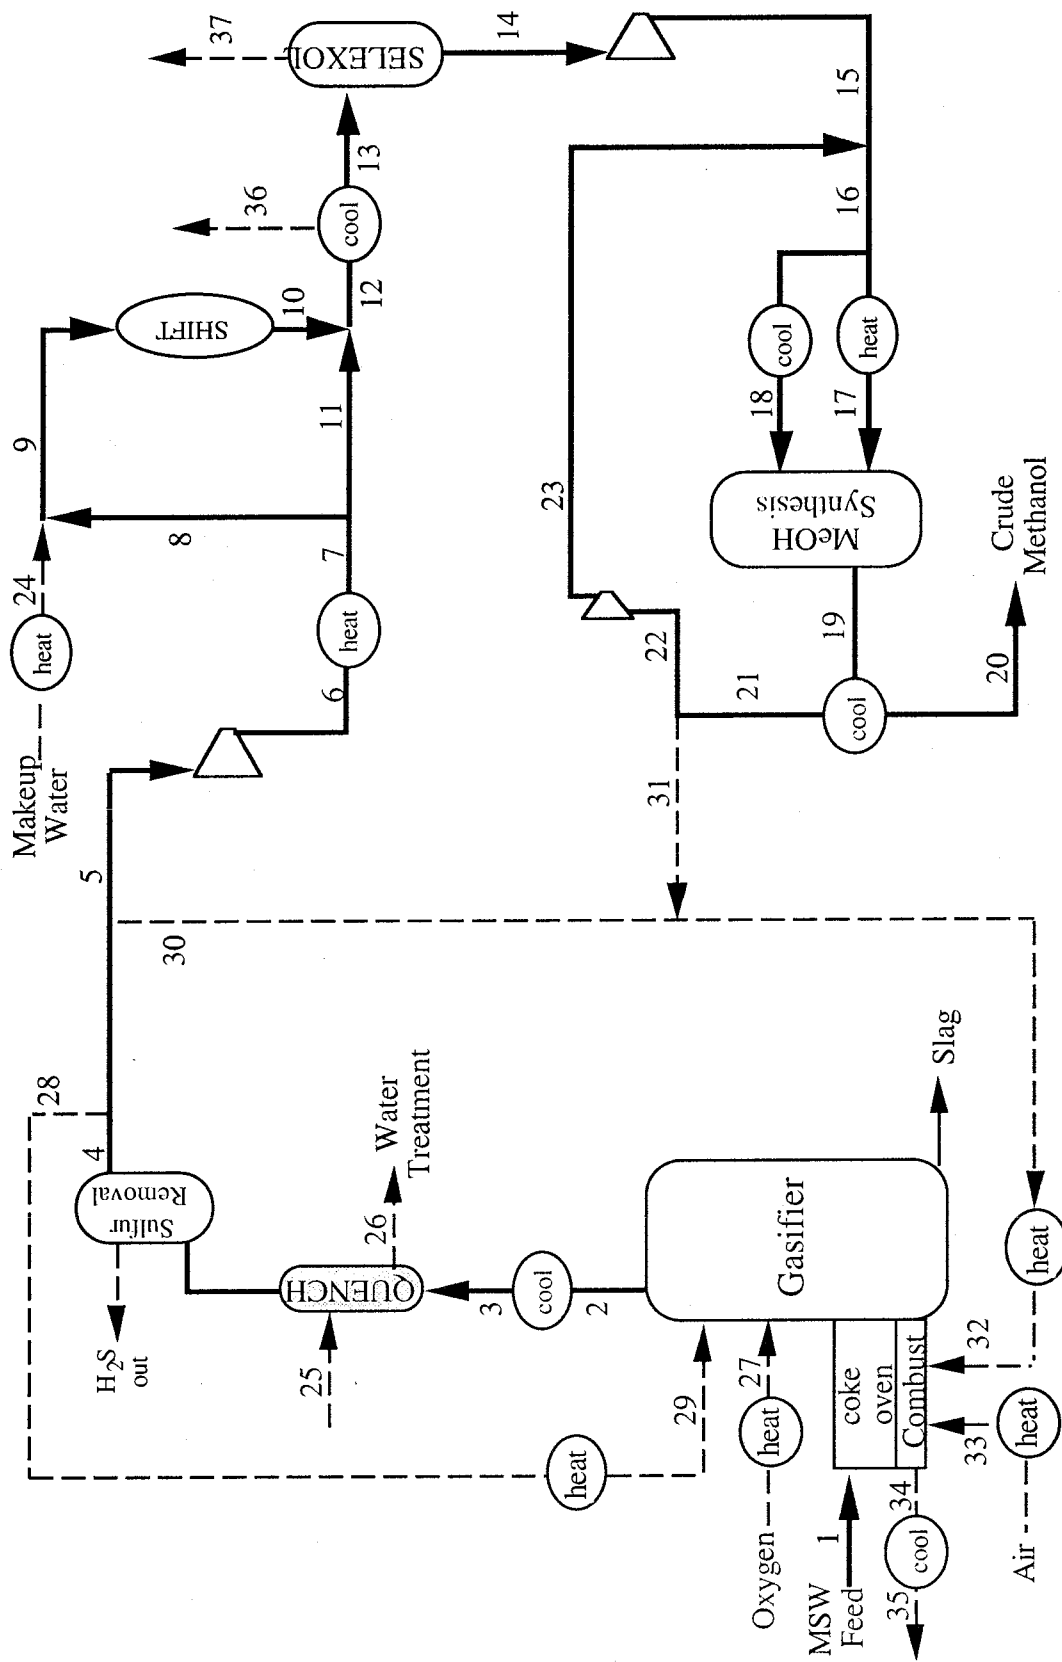 37
SELEXOL
14
15
13
36
cool
16
12
10
SHIFT
11
9
8
7
24
heat
heat
6
Makeup
Water
5
cool
heat
18
17
23
MeOH
Synthesis
Crude
Methanol
19
22
21
20
cool
31
30
28
4
Sulfur
Removal
H2S
out
Water
Treatment
26
QUENCH
25
3
cool
2
Slag
Gasifier
heat
29
27
heat
Oxygen
coke
oven
Combust
32
33
heat
Air
34
cool
35
1
MSW
Feed
heat